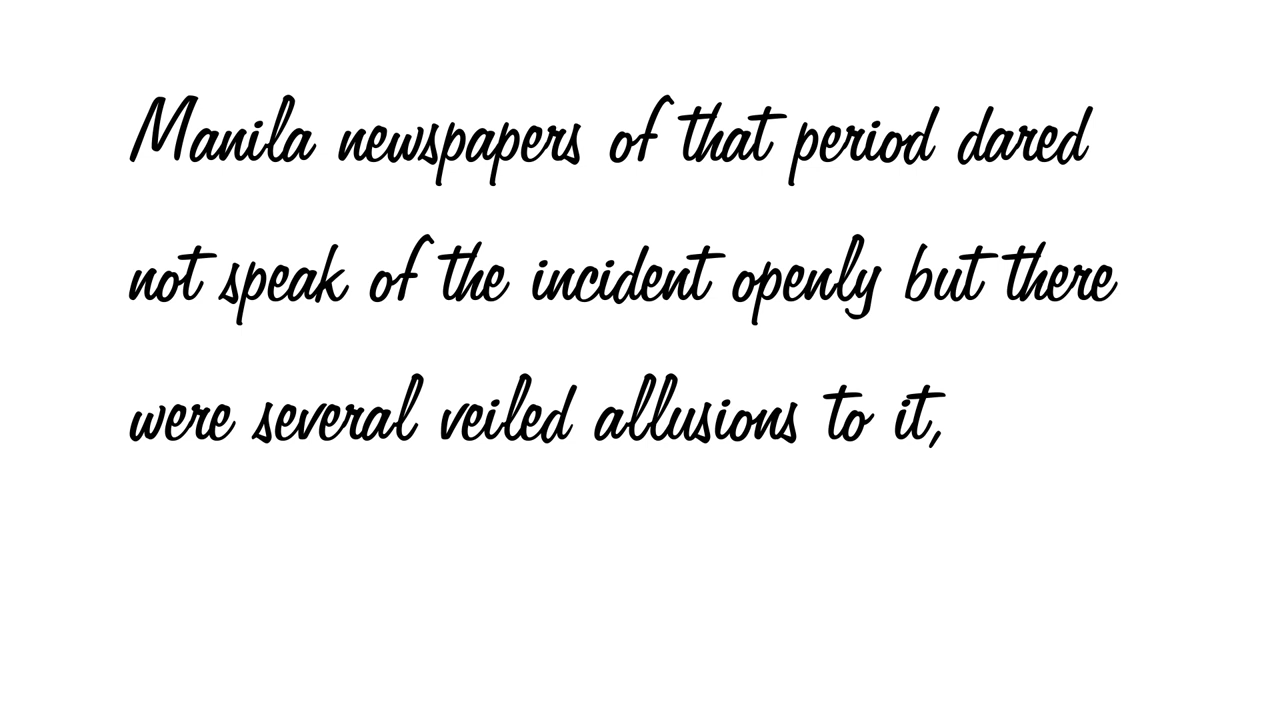 Manila newspapers of that period dared
not speak of the incident openly but there
were several veiled allusions to it,